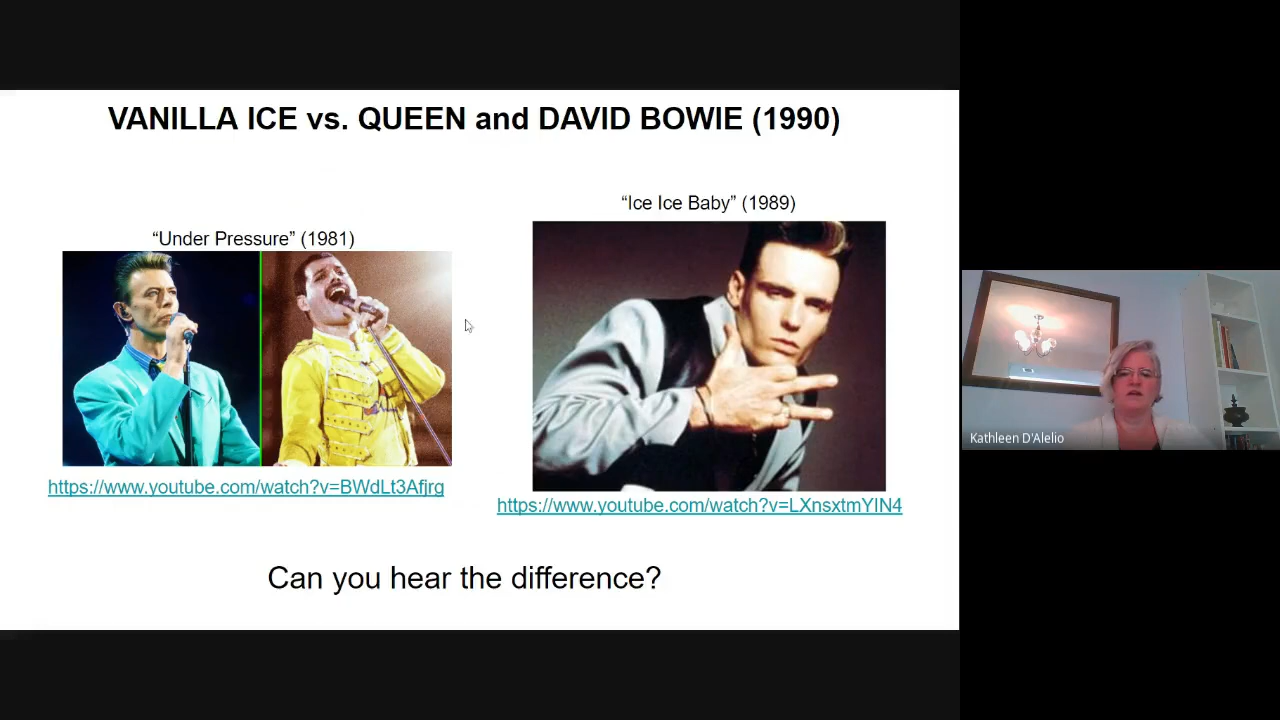 VANILLA ICE vs. QUEEN and DAVID BOWIE (1990)
“Ice Ice Baby” (1989)
“Under Pressure” (1981)
https://www.youtube.com/watch?v=BWdLt3Afjrg
https://www.youtube.com/watch?v=LXnsxtmYIN4
Can you hear the difference?
Kathleen D'Alelio